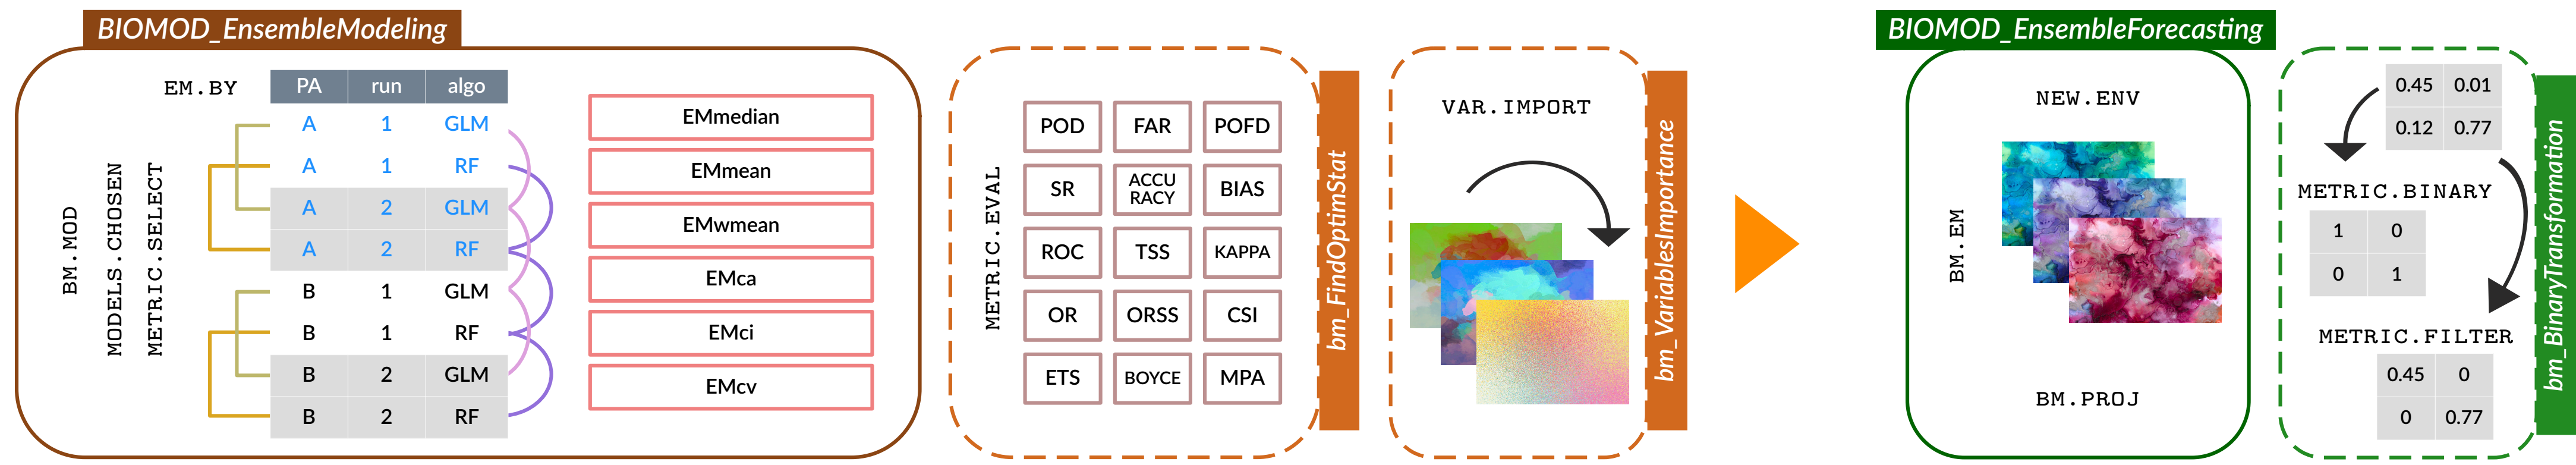 BIOMOD_EnsembleModeling
BM.MOD
MODELS.CHOSEN
METRIC.SELECT
EM.BY
PA run algo
A 1 GLM
A 1 RF
A 2 GLM
A 2 RF
B 1 GLM
B 1 RF
B 2 GLM
B 2 RF
EMmedian
EMmean
EMwmean
EMca
EMci
EMcv
METRIC.EVAL
POD FAR POFD
SR ACCU
RACY BIAS
ROC TSS KAPPA
OR ORSS CSI
ETS BOYCE MPA
bm_FindOptimStat
VAR.IMPORT
bm_VariablesImportance
BIOMOD_EnsembleForecasting
BM.EM
NEW.ENV
BM.PROJ
0.45 0.01
0.12 0.77
METRIC.BINARY
1 0
0 1
METRIC.FILTER
0.45 0
0 0.77
bm_BinaryTransformation